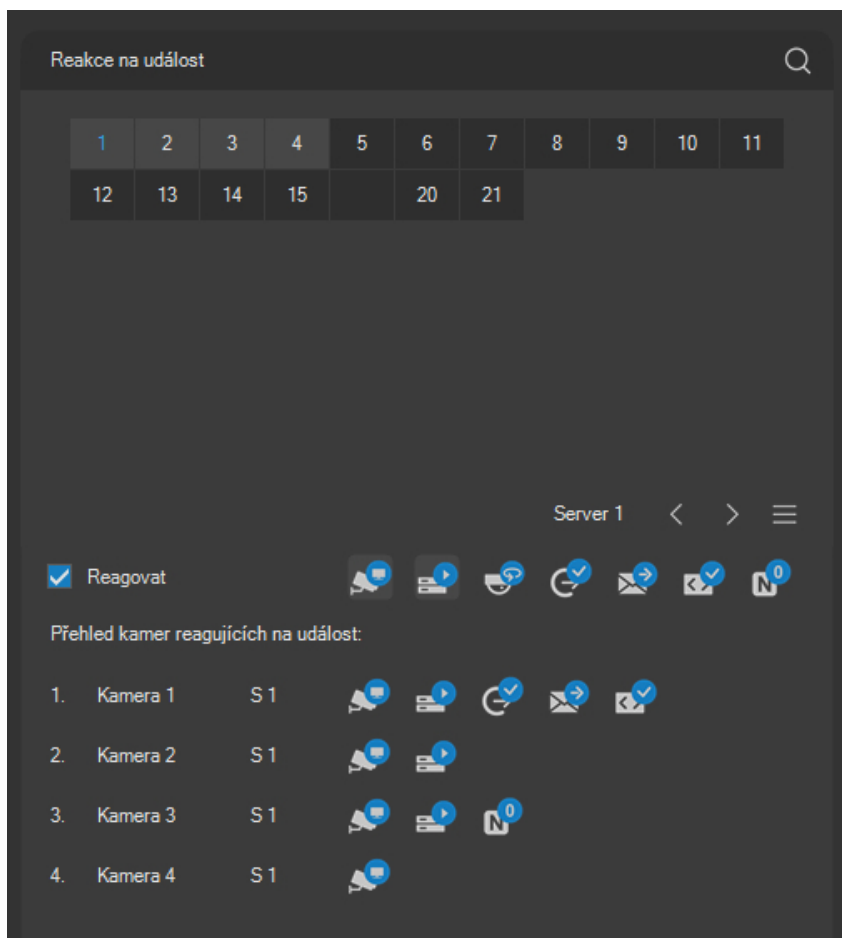 Reakce na událost
1 2 3 4 5 6 7 8 9 10 11
12 13 14 15 20 21
Server 1
Reagovat N 0
Přehled kamer reagujících na událost:
1. Kamera 1 S 1
2. Kamera 2 S 1
3. Kamera 3 S 1 N 0
4. Kamera 4 S 1